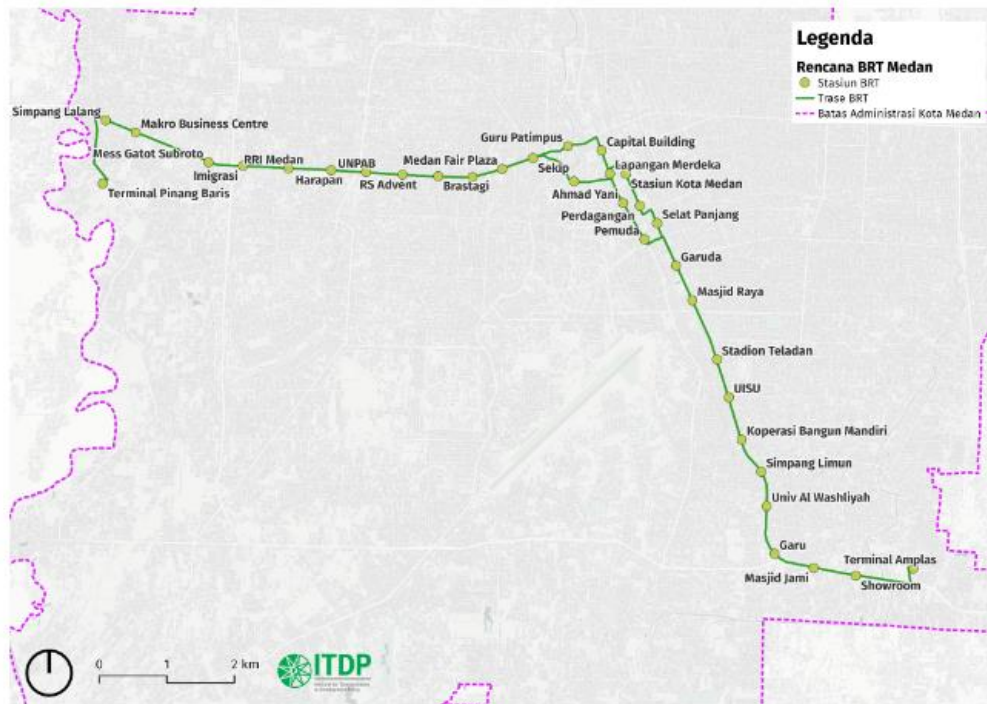 Legenda
Rencana BRT Medan
Stasiun BRT
Trase BRT
Batas Administrasi Kota Medan
Simpang Lalang
Makro Business Centre
Mess Gatot Subroto
Imigrasi
RRI Medan
Harapan
UNPAB
RS Advent
Medan Fair Plaza
Brastagi
Guru Patimpus
Sekip
Capital Building
Lapangan Merdeka
Stasiun Kota Medan
Ahmad Yani
Perdagangan
Pemuda
Selat Panjang
Terminal Pinang Baris
Garuda
Masjid Raya
Stadion Teladan
UISU
Koperasi Bangun Mandiri
Simpang Limun
Univ Al Washliyah
Garu
Terminal Amplas
Masjid Jami
Showroom
0 1 2 km
ITDP